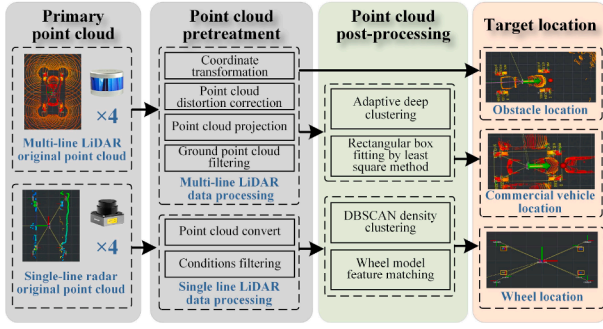 Primary
point cloud
Point cloud
pretreatment
Point cloud
post-processing
Target location
×4
Multi-line LiDAR
original point cloud
×4
Single-line radar
original point cloud
Coordinate
transformation
Point cloud
distortion correction
Point cloud projection
Ground point cloud
filtering
Multi-line LiDAR
data processing
Point cloud convert
Conditions filtering
Single line LiDAR
data processing
Adaptive deep
clustering
Rectangular box
fitting by least
square method
DBSCAN density
clustering
Wheel model
feature matching
Obstacle location
Commercial vehicle
location
Wheel location